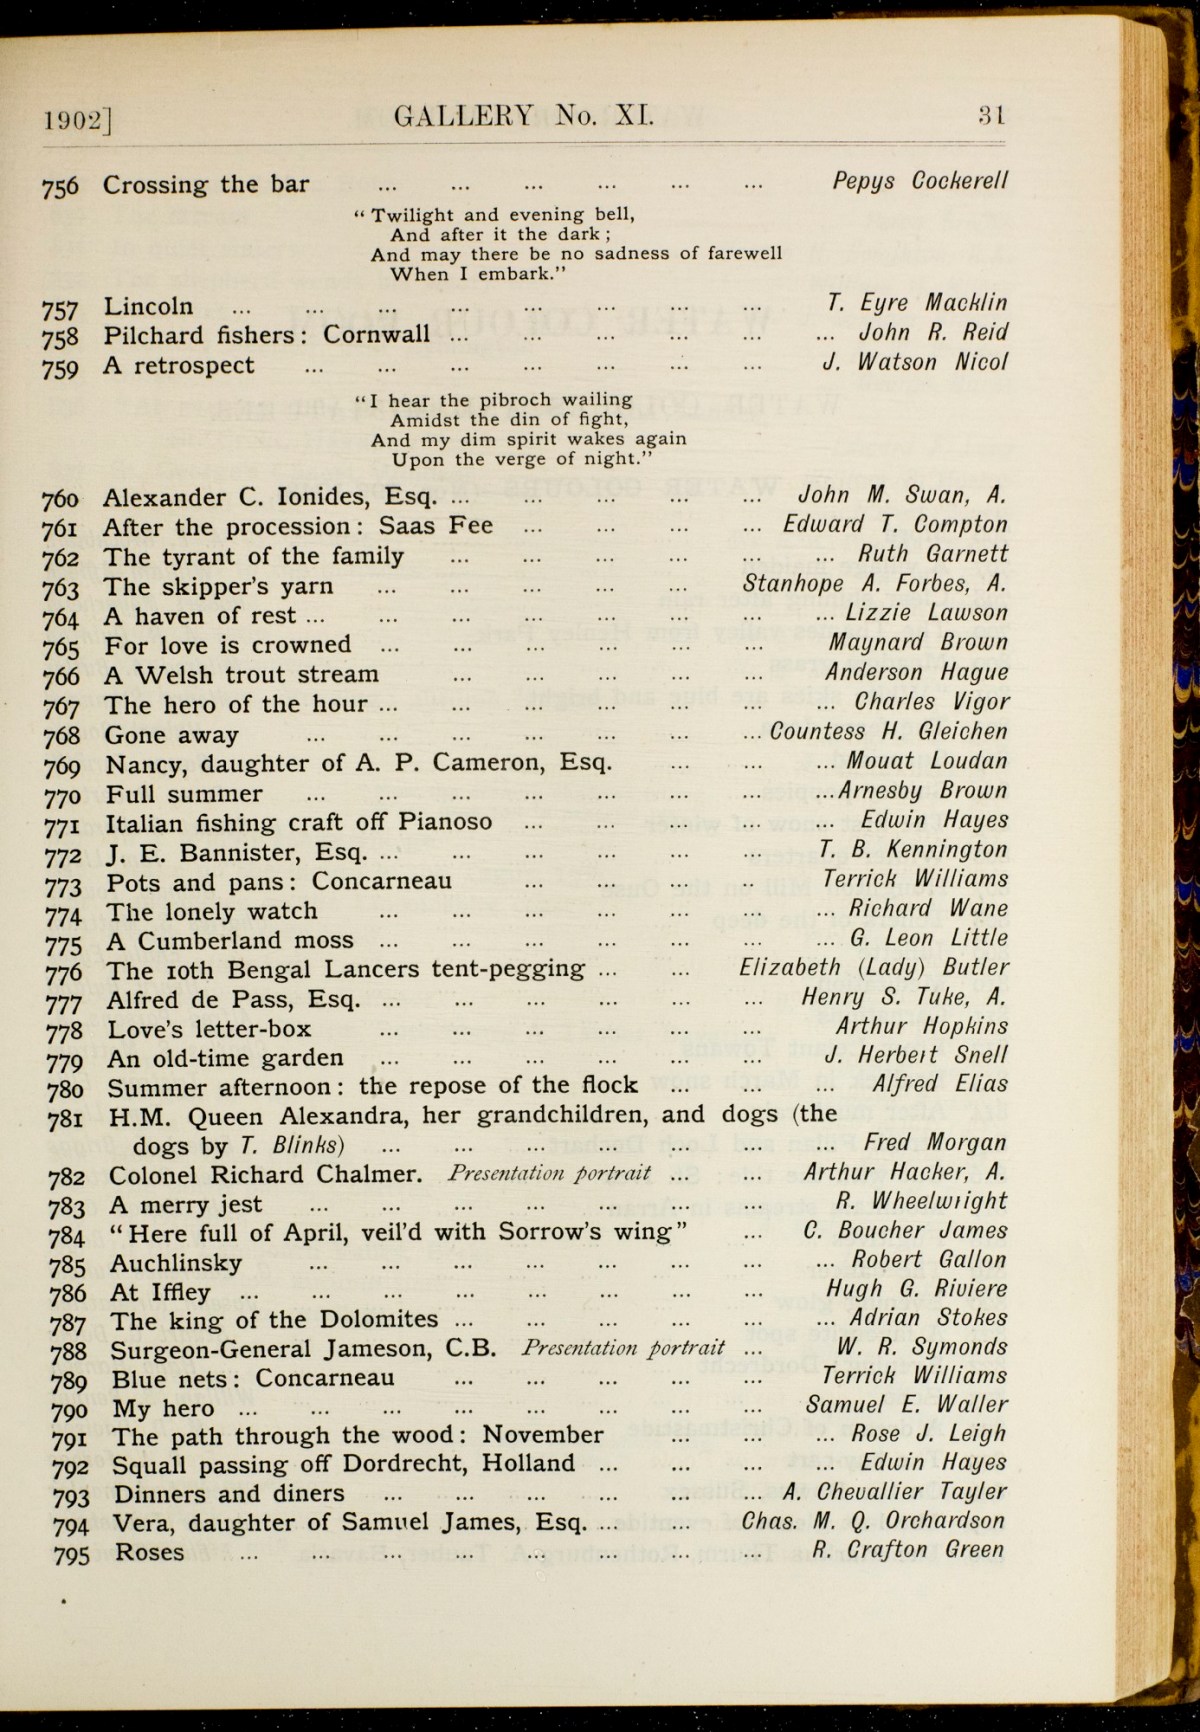 1902] GALLERY No. XI. 31
756 Crossing the bar ... ... ... ... ... ... Pepys Cockerell
“Twilight and evening bell,
And after it the dark;
And may there be no sadness of farewell
When I embark.”
757 Lincoln ... ... ... ... ... ... ... ... T. Eyre Macklin
758 Pilchard fishers: Cornwall ... ... ... ... ... ... John R. Reid
759 A retrospect ... ... ... ... ... ... ... J. Watson Nicol
“I hear the pibroch wailing
Amidst the din of fight,
And my dim spirit wakes again
Upon the verge of night.”
760 Alexander C. Ionides, Esq. ... ... ... ... ... John M. Swan, A.
761 After the procession: Saas Fee ... ... ... ... Edward T. Compton
762 The tyrant of the family ... ... ... ... ... ... Ruth Garnett
763 The skipper's yarn ... ... ... ... ... Stanhope A. Forbes, A.
764 A haven of rest ... ... ... ... ... ... ... ... Lizzie Lawson
765 For love is crowned ... ... ... ... ... ... Maynard Brown
766 A Welsh trout stream ... ... ... ... ... Anderson Hague
767 The hero of the hour ... ... ... ... ... ... ... Charles Vigor
768 Gone away ... ... ... ... ... ... ... Countess H. Gleichen
769 Nancy, daughter of A. P. Cameron, Esq. ... ... ... Mouat Loudan
770 Full summer ... ... ... ... ... ... ... ... Arnesby Brown
771 Italian fishing craft off Pianoso ... ... ... ... ... Edwin Hayes
772 J. E. Bannister, Esq. ... ... ... ... ... ... T. B. Kennington
773 Pots and pans: Concarneau ... ... ... ... Terrick Williams
774 The lonely watch ... ... ... ... ... ... ... Richard Wane
775 A Cumberland moss ... ... ... ... ... ... ... G. Leon Little
776 The 10th Bengal Lancers tent-pegging ... ... Elizabeth (Lady) Butler
777 Alfred de Pass, Esq. ... ... ... ... ... ... Henry S. Tuke, A.
778 Love's letter-box ... ... ... ... ... ... Arthur Hopkins
779 An old-time garden ... ... ... ... ... ... J. Herbert Snell
780 Summer afternoon: the repose of the flock ... ... ... Alfred Elias
781 H.M. Queen Alexandra, her grandchildren, and dogs (the
dogs by T. Blinks) ... ... ... ... ... ... ... Fred Morgan
782 Colonel Richard Chalmer. Presentation portrait ... ... Arthur Hacker, A.
783 A merry jest ... ... ... ... ... ... ... R. Wheelwright
784 “Here full of April, veil'd with Sorrow's wing” ... C. Boucher James
785 Auchlinsky ... ... ... ... ... ... ... ... Robert Gallon
786 At Iffley ... ... ... ... ... ... ... ... Hugh G. Riviere
787 The king of the Dolomites ... ... ... ... ... ... Adrian Stokes
788 Surgeon-General Jameson, C.B. Presentation portrait ... W. R. Symonds
789 Blue nets: Concarneau ... ... ... ... ... Terrick Williams
790 My hero ... ... ... ... ... ... ... ... Samuel E. Waller
791 The path through the wood: November ... ... ... Rose J. Leigh
792 Squall passing off Dordrecht, Holland ... ... ... ... Edwin Hayes
793 Dinners and diners ... ... ... ... ... ... A. Chevallier Tayler
794 Vera, daughter of Samuel James, Esq. ... ... Chas. M. Q. Orchardson
795 Roses ... ... ... ... ... ... ... ... R. Crafton Green